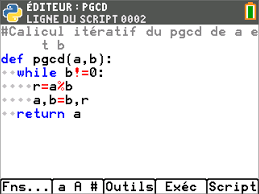 ÉDITEUR : PGCD
LIGNE DU SCRIPT 0002
#Calcul itératif du pgcd de a e
t b
def pgcd(a,b):
  while b!=0:
    r=a%b
    a,b=b,r
  return a
Fns... a A # Outils Exéc Script